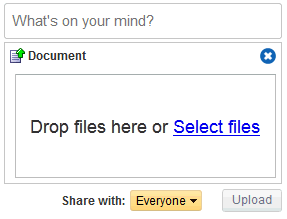 What's on your mind?
Document
Drop files here or Select files
Share with: Everyone Upload